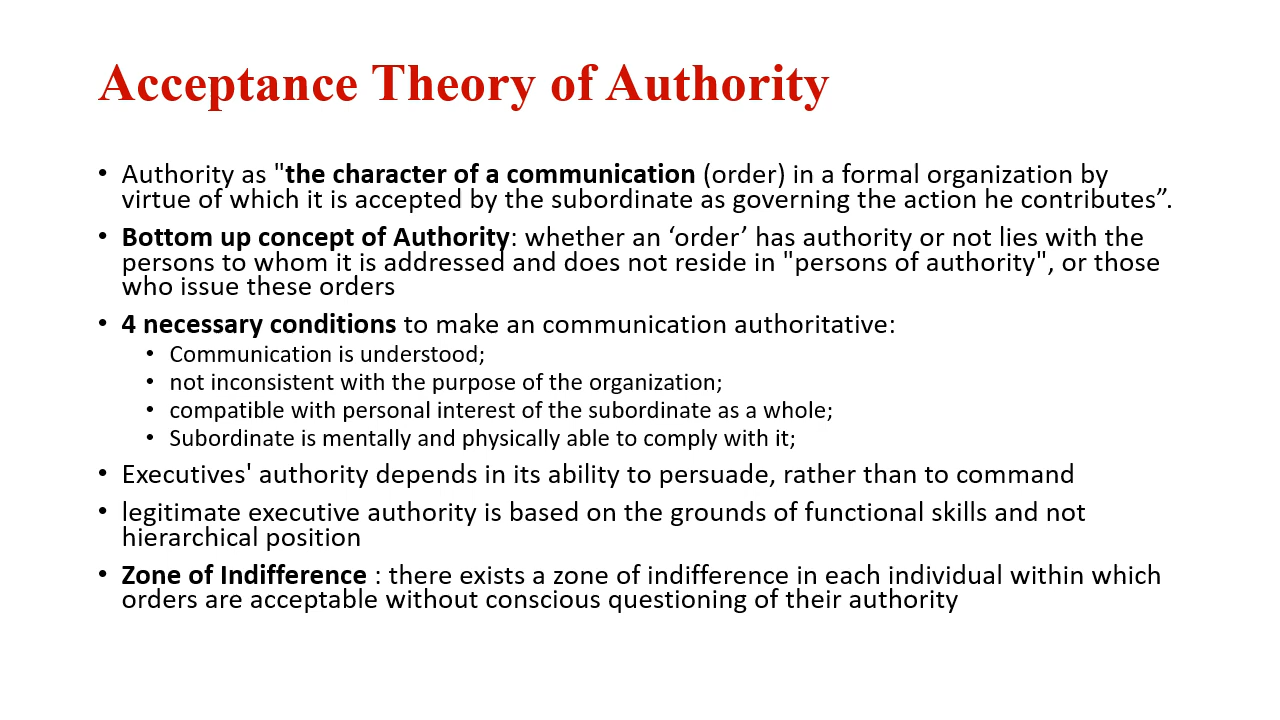 Acceptance Theory of Authority
• Authority as "the character of a communication (order) in a formal organization by
virtue of which it is accepted by the subordinate as governing the action he contributes”.
• Bottom up concept of Authority: whether an ‘order’ has authority or not lies with the
persons to whom it is addressed and does not reside in "persons of authority", or those
who issue these orders
• 4 necessary conditions to make an communication authoritative:
• Communication is understood;
• not inconsistent with the purpose of the organization;
• compatible with personal interest of the subordinate as a whole;
• Subordinate is mentally and physically able to comply with it;
• Executives' authority depends in its ability to persuade, rather than to command
• legitimate executive authority is based on the grounds of functional skills and not
hierarchical position
• Zone of Indifference : there exists a zone of indifference in each individual within which
orders are acceptable without conscious questioning of their authority